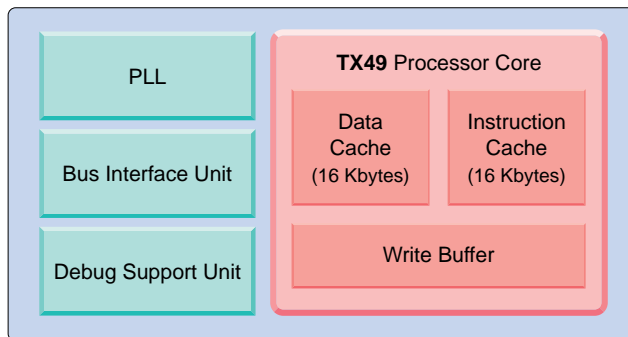 PLL
Bus Interface Unit
Debug Support Unit
TX49 Processor Core
Data
Cache
(16 Kbytes)
Instruction
Cache
(16 Kbytes)
Write Buffer